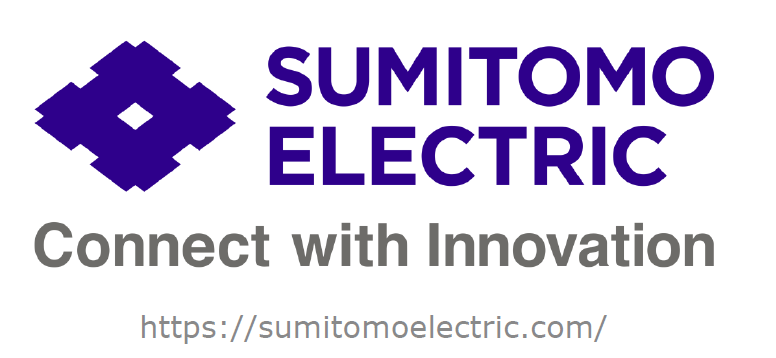 SUMITOMO
ELECTRIC
Connect with Innovation
https://sumitomoelectric.com/